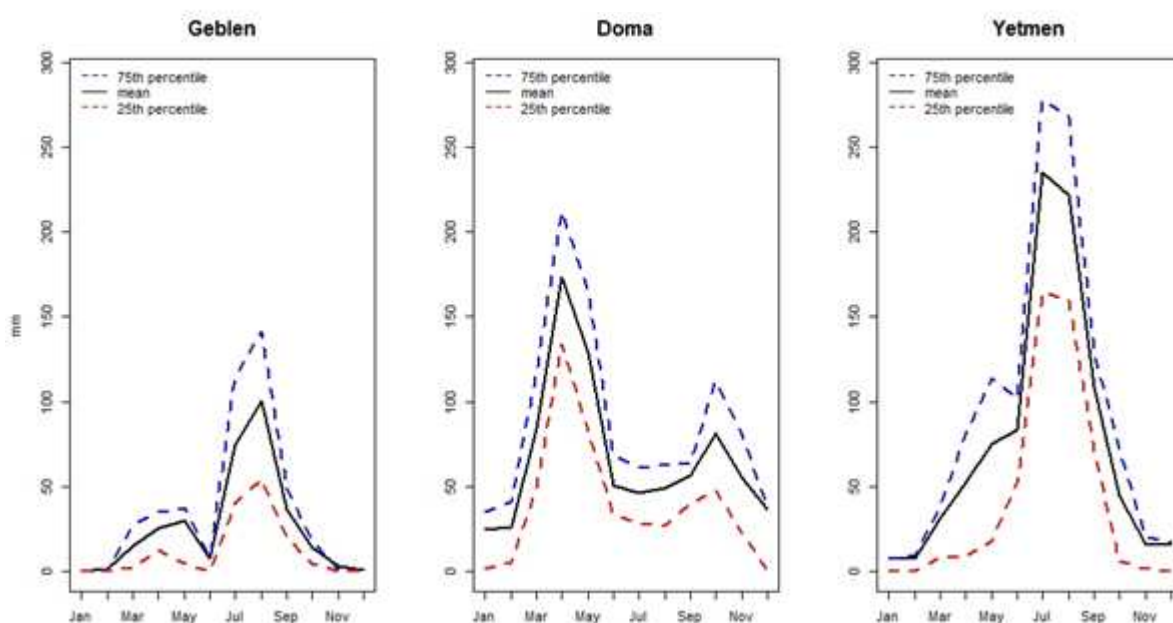 Geblen
Doma
Yetmen
300
250
200
150
100
50
0
mm
75th percentile
mean
25th percentile
Jan Mar May Jul Sep Nov
300
250
200
150
100
50
0
75th percentile
mean
25th percentile
Jan Mar May Jul Sep Nov
300
250
200
150
100
50
0
75th percentile
mean
25th percentile
Jan Mar May Jul Sep Nov